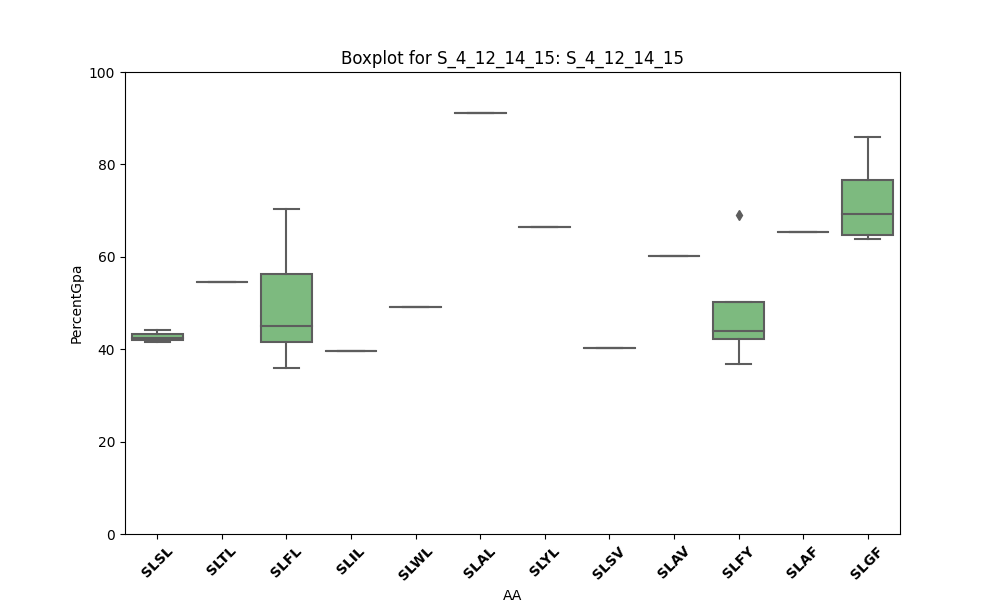 Boxplot for S_4_12_14_15: S_4_12_14_15
PercentGpa
100
80
60
40
20
0
SLSL SLTL SLFL SLIL SLWL SLAL SLYL SLSV SLAV SLFY SLAF SLGF
AA